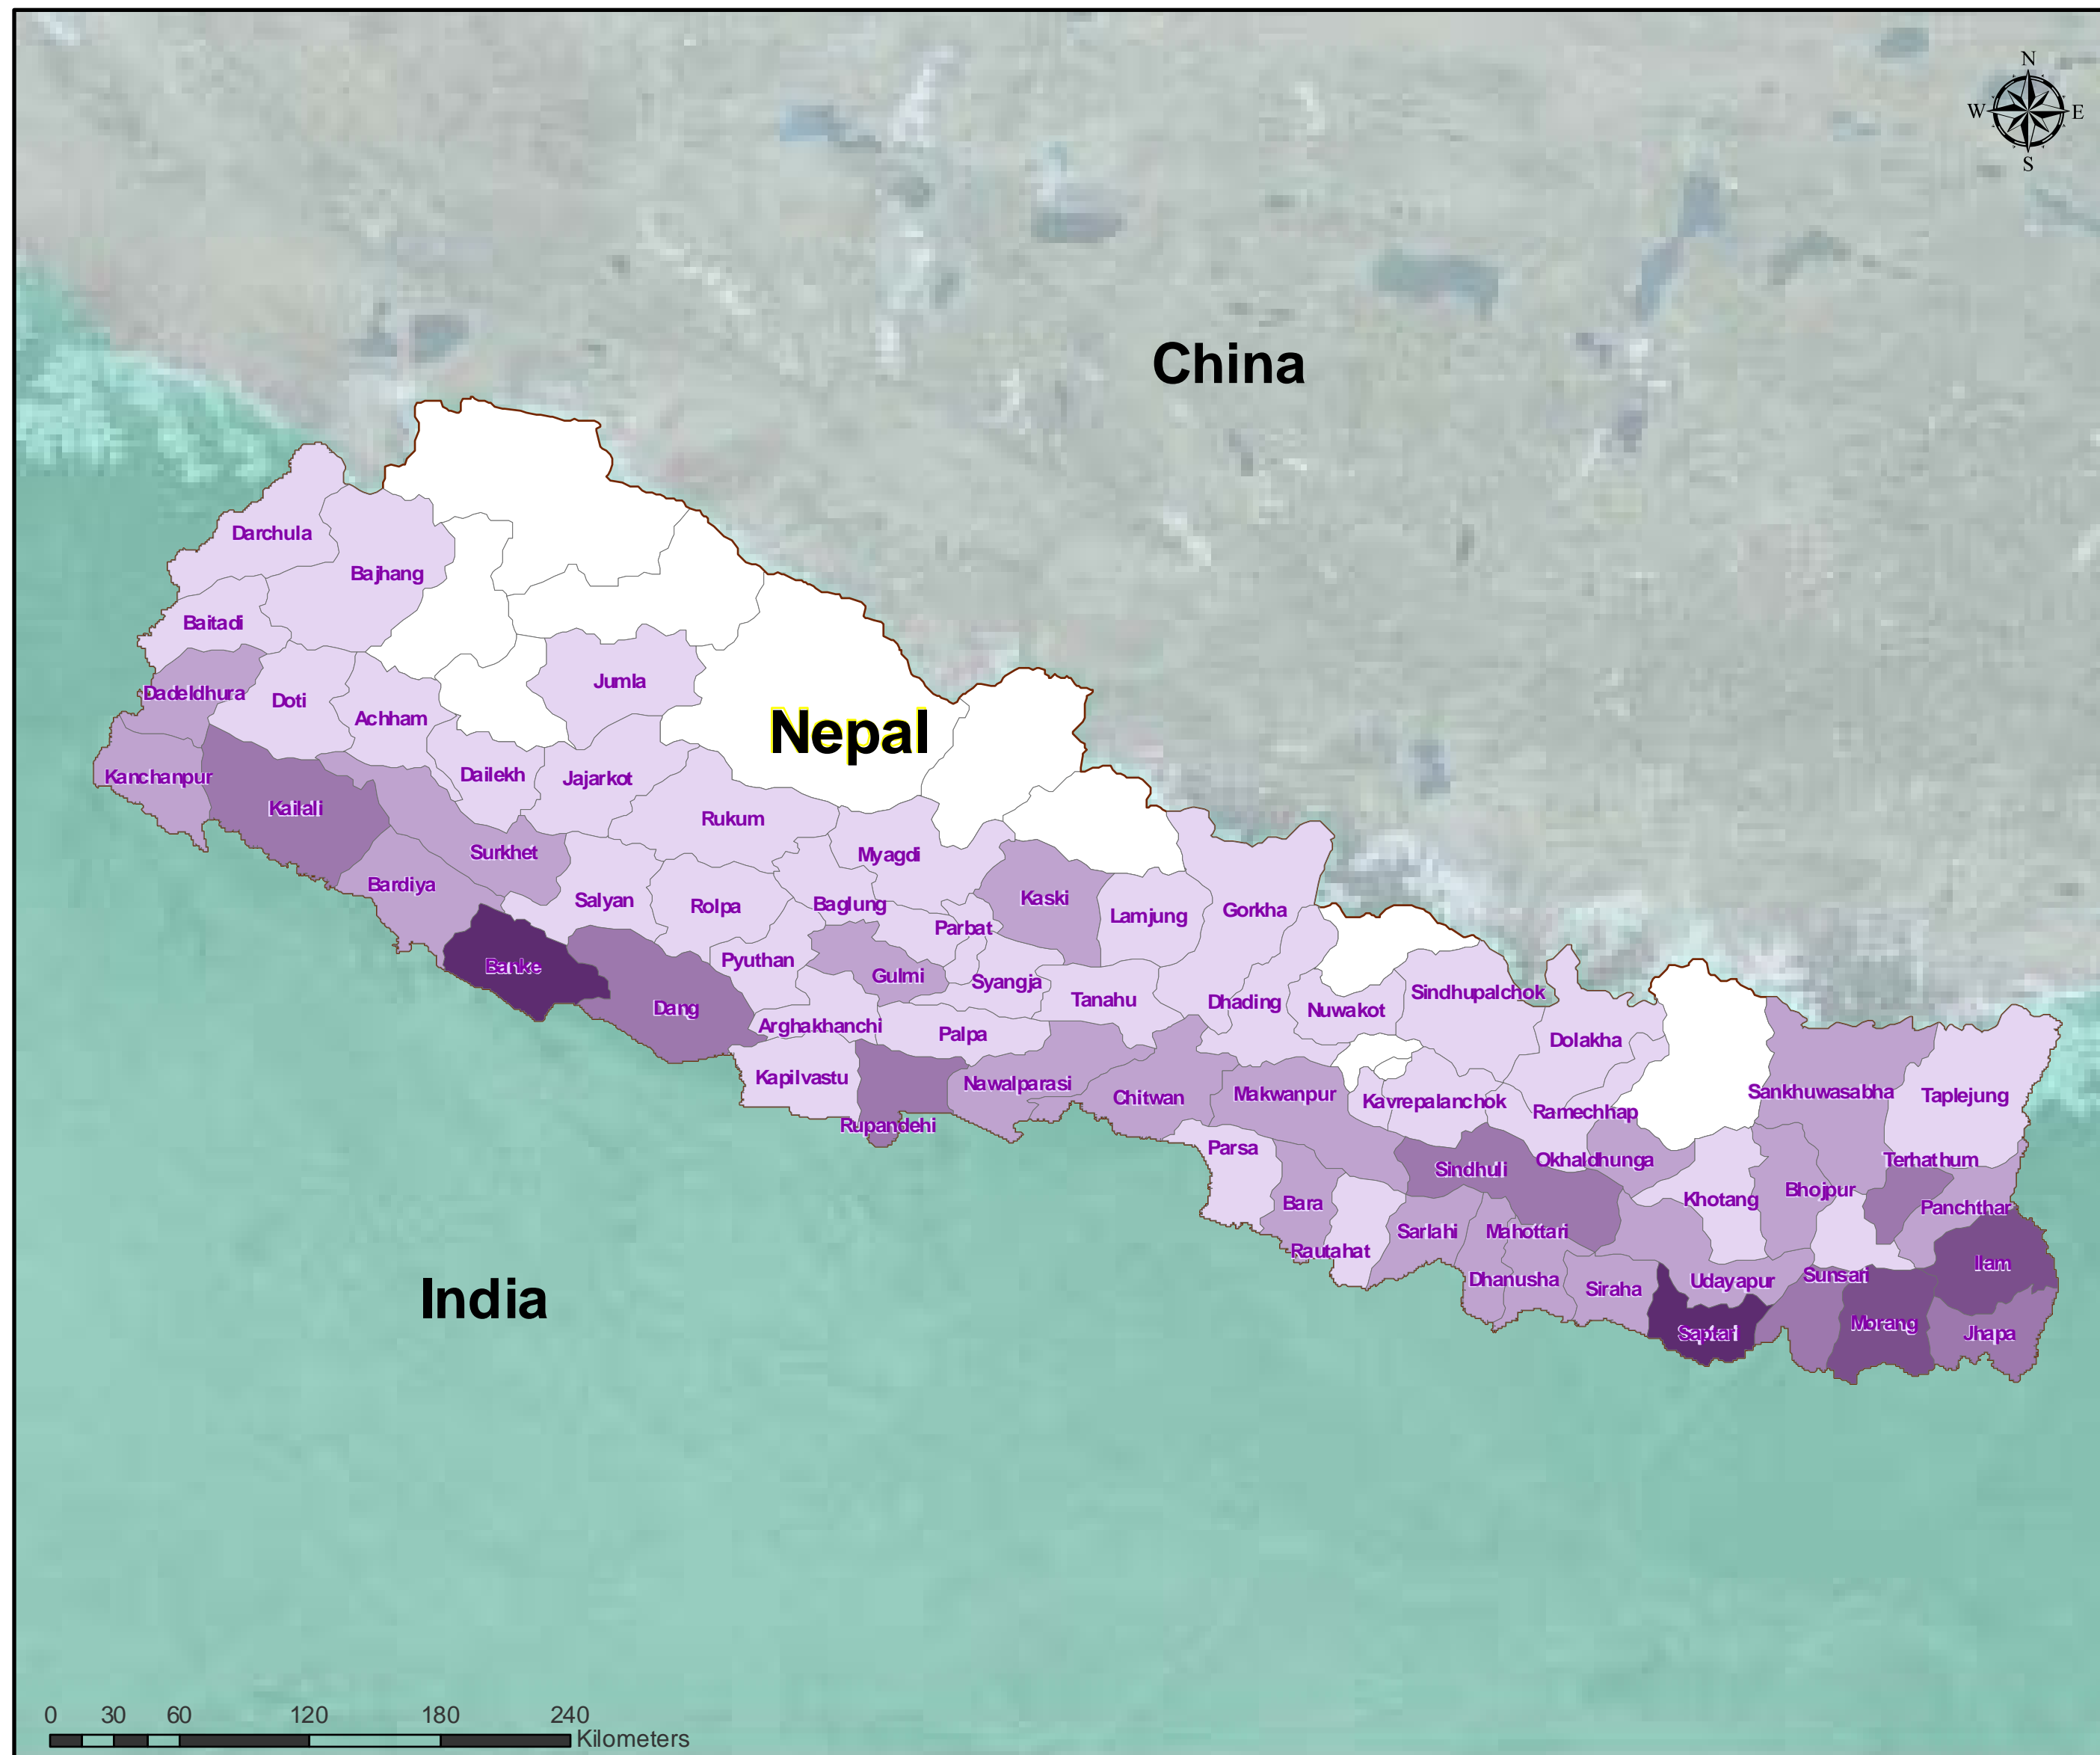 N
W E
S
China
Darchula
Bajhang
Baitadi
Jumla
Dadeldhura
Doti
Achham
Nepal
Kanchanpur
Dailekh
Jajarkot
Kailali
Rukum
Surkhet
Myagdi
Bardiya
Salyan
Rolpa
Baglung
Kaski
Lamjung
Gorkha
Parbat
Banke
Pyuthan
Gulmi
Syangja
Sindhupalchok
Dang
Tanahu
Dhading
Nuwakot
Arghakhanchi
Palpa
Dolakha
Kapilvastu
Nawalparasi
Chitwan
Makwanpur
Kavrepalanchok
Sankhuwasabha
Taplejung
Ramechhap
Rupandehi
Parsa
Sindhuli
Okhaldhunga
Terhathum
Bara
Khotang
Bhojpur
Panchthar
Rautahat
Sarlahi
Mahottari
Ilam
India
Dhanusha
Siraha
Udayapur
Sunsari
Saptari
Morang
Jhapa
0 30 60 120 180 240
Kilometers